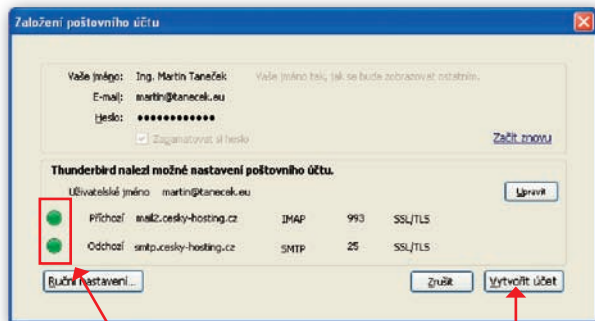 Založení poštovního účtu
Vaše jméno: Ing. Martin Taneček Vaše jméno tak, jak se bude zobrazovat ostatním.
E-mail: martin@tanecek.eu
Heslo: ●●●●●●●●●●●●
Zapamatovat si heslo
Začít znovu
Thunderbird nalezl možné nastavení poštovního účtu.
Uživatelské jméno martin@tanecek.eu
Upravit
Příchozí mail2.cesky-hosting.cz IMAP 993 SSL/TLS
Odchozí smtp.cesky-hosting.cz SMTP 25 SSL/TLS
Ruční nastavení... Zrušit Vytvořit účet